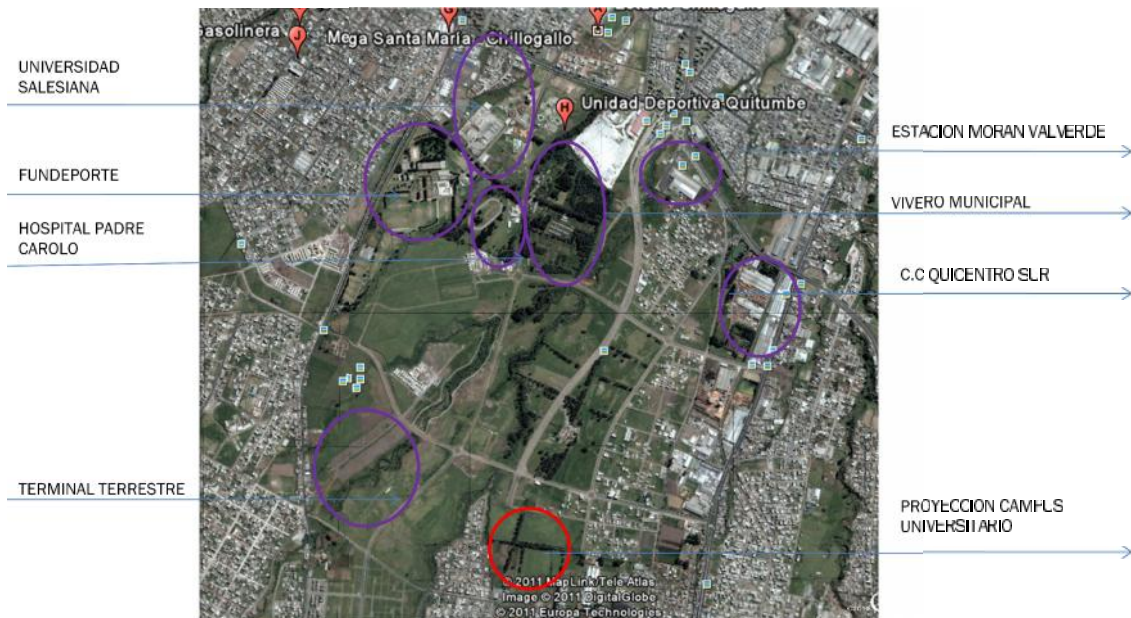 Gasolinera
J
G
A
Mega Santa María
Chillogallo
H
Unidad Deportiva Quitumbe
UNIVERSIDAD
SALESIANA
FUNDEPORTE
HOSPITAL PADRE
CAROLO
TERMINAL TERRESTRE
ESTACION MORAN VALVERDE
VIVERO MUNICIPAL
C.C QUICENTRO SUR
PROYECCION CAMPUS
UNIVERSITARIO
© 2011 MapLink/Tele Atlas
Image © 2011 DigitalGlobe
© 2011 Europa Technologies